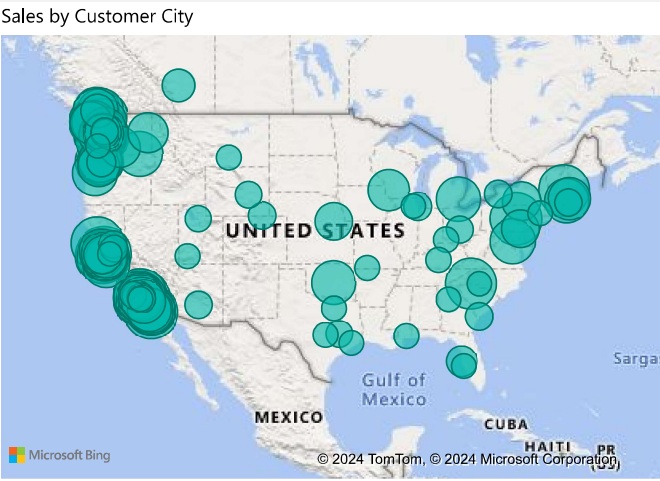 Sales by Customer City
UNITED STATES
Gulf of
Mexico
Sarga
MEXICO
CUBA
HAITI
PR
(US)
Microsoft Bing
© 2024 TomTom, © 2024 Microsoft Corporation